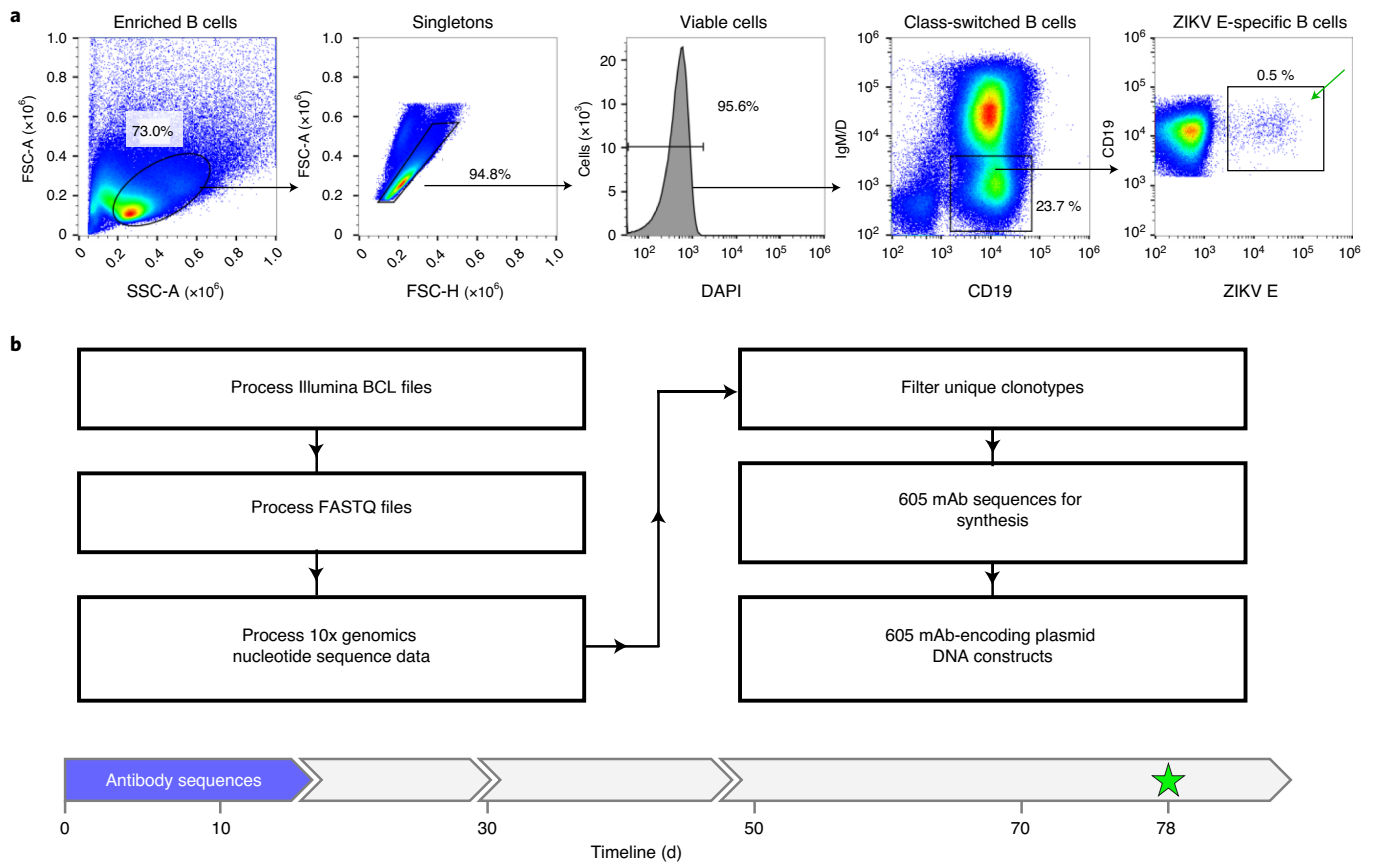 a
Enriched B cells
1.0
0.8
0.6
0.4
0.2
0
FSC-A (×10⁶)
73.0%
0
0.2
0.4
0.6
0.8
1.0
SSC-A (×10⁶)
Singletons
1.0
0.8
0.6
0.4
0.2
0
FSC-A (×10⁶)
94.8%
0
0.2
0.4
0.6
0.8
1.0
FSC-H (×10⁶)
Viable cells
20
10
10
5
0
Cells (×10³)
95.6%
10²
10³
10⁴
10⁵
10⁶
DAPI
Class-switched B cells
10⁶
10⁵
10⁴
10³
10²
IgM/D
23.7 %
10²
10³
10⁴
10⁵
10⁶
CD19
ZIKV E-specific B cells
10⁶
10⁵
10⁴
10³
10²
CD19
0.5 %
10²
10³
10⁴
10⁵
10⁶
ZIKV E
b
Process Illumina BCL files
Process FASTQ files
Process 10x genomics
nucleotide sequence data
Filter unique clonotypes
605 mAb sequences for
synthesis
605 mAb-encoding plasmid
DNA constructs
Antibody sequences
0
10
30
50
70
78
Timeline (d)